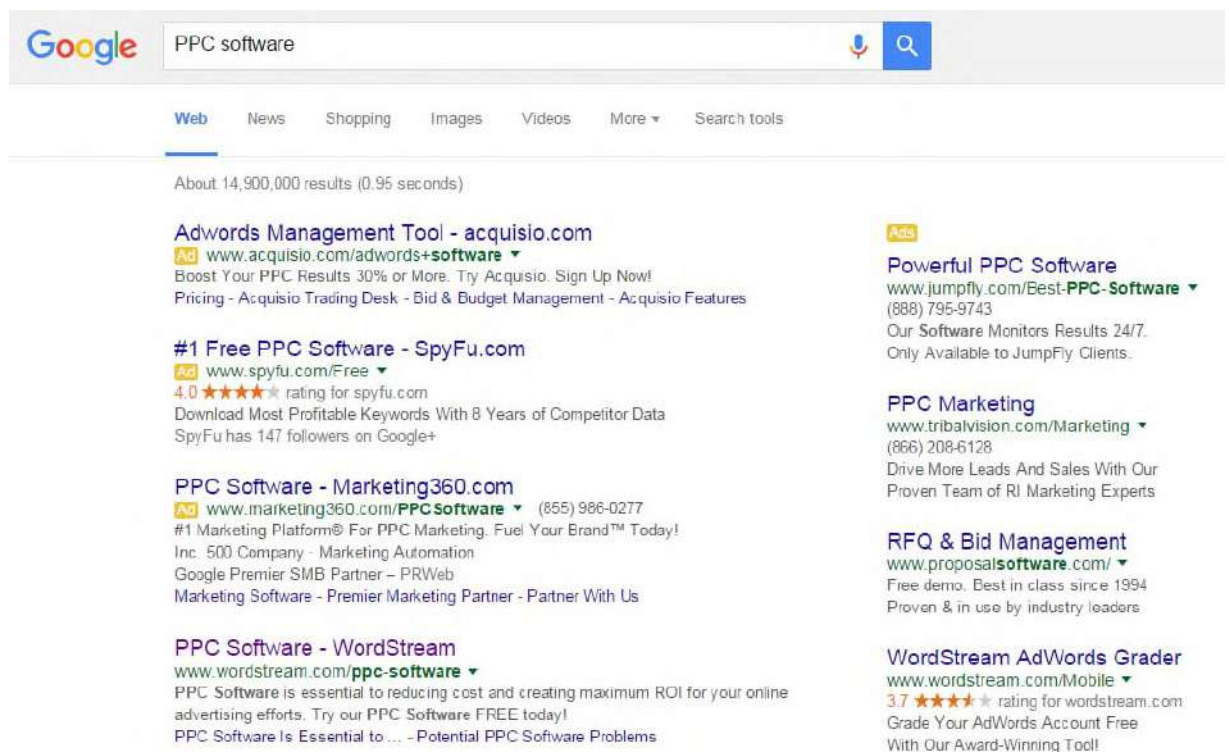 Google
PPC software
Web News Shopping Images Videos More Search tools
About 14,900,000 results (0.95 seconds)
Adwords Management Tool - acquisio.com
Ad www.acquisio.com/adwords+software
Boost Your PPC Results 30% or More. Try Acquisio. Sign Up Now!
Pricing - Acquisio Trading Desk - Bid & Budget Management - Acquisio Features
#1 Free PPC Software - SpyFu.com
Ad www.spyfu.com/Free
4.0 ★★★★★ rating for spyfu.com
Download Most Profitable Keywords With 8 Years of Competitor Data
SpyFu has 147 followers on Google+
PPC Software - Marketing360.com
Ad www.marketing360.com/PPCSoftware (855) 986-0277
#1 Marketing Platform® For PPC Marketing. Fuel Your Brand™ Today!
Inc. 500 Company · Marketing Automation
Google Premier SMB Partner – PRWeb
Marketing Software - Premier Marketing Partner - Partner With Us
PPC Software - WordStream
www.wordstream.com/ppc-software
PPC Software is essential to reducing cost and creating maximum ROI for your online
advertising efforts. Try our PPC Software FREE today!
PPC Software Is Essential to ... - Potential PPC Software Problems
Ads
Powerful PPC Software
www.jumpfly.com/Best-PPC-Software
(888) 795-9743
Our Software Monitors Results 24/7.
Only Available to JumpFly Clients.
PPC Marketing
www.tribalvision.com/Marketing
(866) 208-6128
Drive More Leads And Sales With Our
Proven Team of RI Marketing Experts
RFQ & Bid Management
www.proposalsoftware.com/
Free demo. Best in class since 1994
Proven & in use by industry leaders
WordStream AdWords Grader
www.wordstream.com/Mobile
3.7 ★★★★★ rating for wordstream.com
Grade Your AdWords Account Free
With Our Award-Winning Tool!